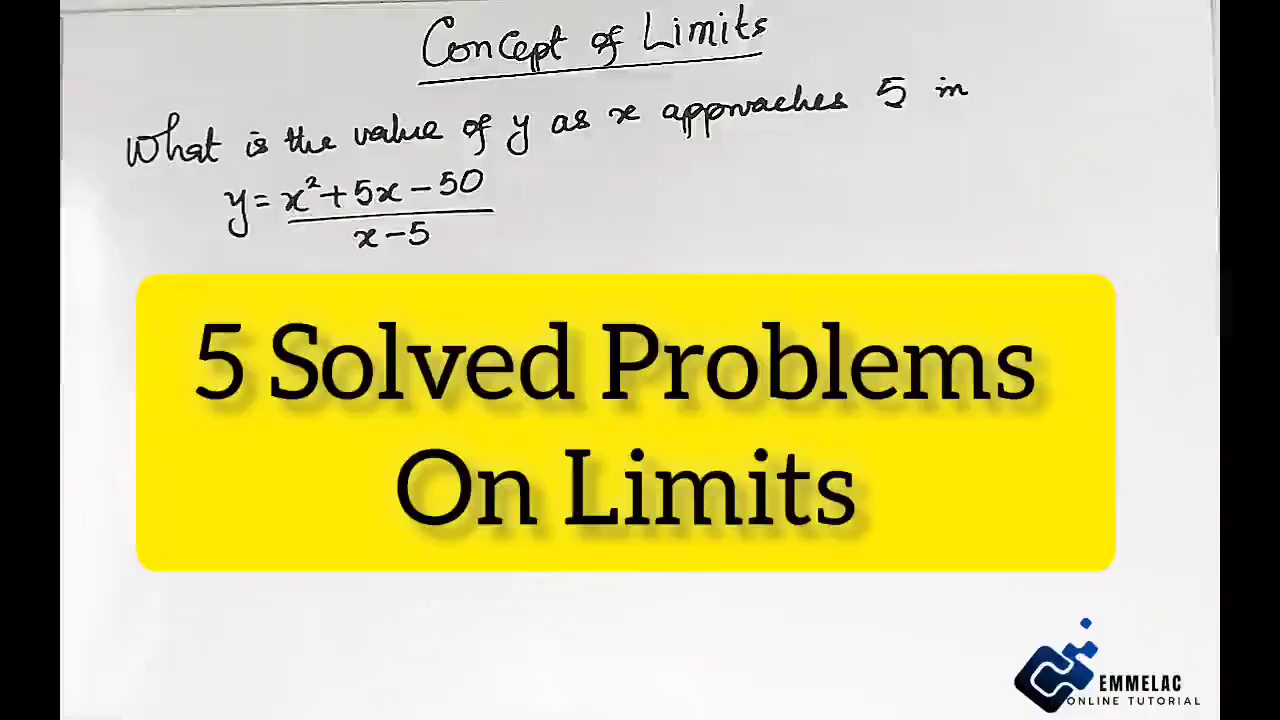 Concept of Limits
What is the value of y as x approaches 5 in
y = x² + 5x - 50
x - 5
5 Solved Problems
On Limits
EMMELAC
ONLINE TUTORIAL